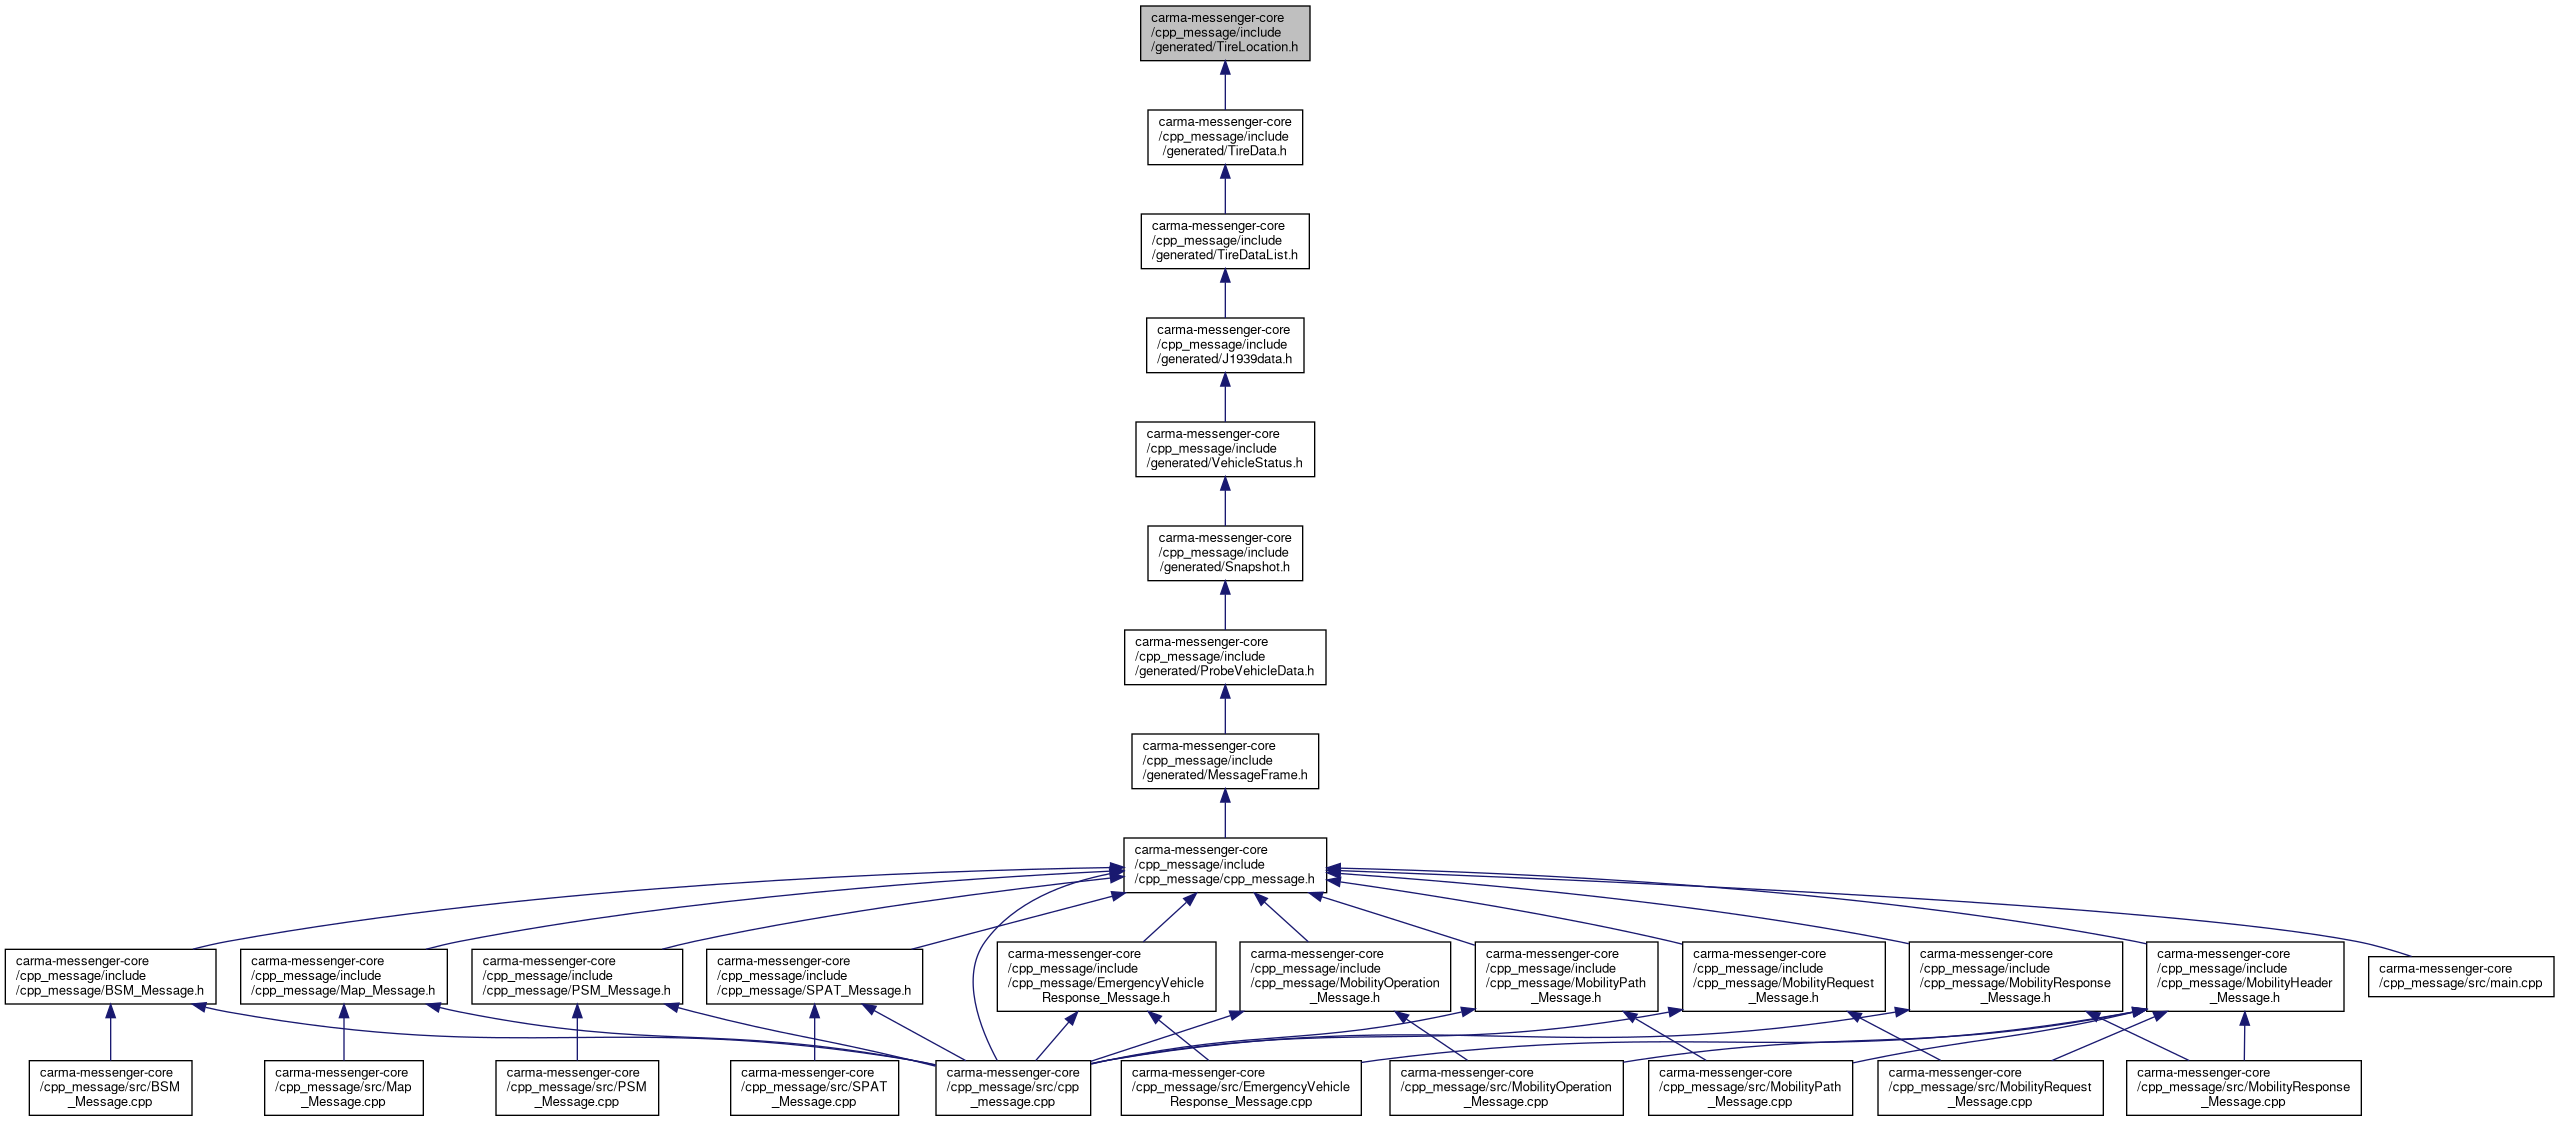 carma-messenger-core
/cpp_message/include
/generated/TireLocation.h
carma-messenger-core
/cpp_message/include
/generated/TireData.h
carma-messenger-core
/cpp_message/include
/generated/TireDataList.h
carma-messenger-core
/cpp_message/include
/generated/J1939data.h
carma-messenger-core
/cpp_message/include
/generated/VehicleStatus.h
carma-messenger-core
/cpp_message/include
/generated/Snapshot.h
carma-messenger-core
/cpp_message/include
/generated/ProbeVehicleData.h
carma-messenger-core
/cpp_message/include
/generated/MessageFrame.h
carma-messenger-core
/cpp_message/include
/cpp_message/cpp_message.h
carma-messenger-core
/cpp_message/include
/cpp_message/BSM_Message.h
carma-messenger-core
/cpp_message/include
/cpp_message/Map_Message.h
carma-messenger-core
/cpp_message/include
/cpp_message/PSM_Message.h
carma-messenger-core
/cpp_message/include
/cpp_message/SPAT_Message.h
carma-messenger-core
/cpp_message/include
/cpp_message/EmergencyVehicle
Response_Message.h
carma-messenger-core
/cpp_message/include
/cpp_message/MobilityOperation
_Message.h
carma-messenger-core
/cpp_message/include
/cpp_message/MobilityPath
_Message.h
carma-messenger-core
/cpp_message/include
/cpp_message/MobilityRequest
_Message.h
carma-messenger-core
/cpp_message/include
/cpp_message/MobilityResponse
_Message.h
carma-messenger-core
/cpp_message/include
/cpp_message/MobilityHeader
_Message.h
carma-messenger-core
/cpp_message/src/main.cpp
carma-messenger-core
/cpp_message/src/BSM
_Message.cpp
carma-messenger-core
/cpp_message/src/Map
_Message.cpp
carma-messenger-core
/cpp_message/src/PSM
_Message.cpp
carma-messenger-core
/cpp_message/src/SPAT
_Message.cpp
carma-messenger-core
/cpp_message/src/cpp
_message.cpp
carma-messenger-core
/cpp_message/src/EmergencyVehicle
Response_Message.cpp
carma-messenger-core
/cpp_message/src/MobilityOperation
_Message.cpp
carma-messenger-core
/cpp_message/src/MobilityPath
_Message.cpp
carma-messenger-core
/cpp_message/src/MobilityRequest
_Message.cpp
carma-messenger-core
/cpp_message/src/MobilityResponse
_Message.cpp